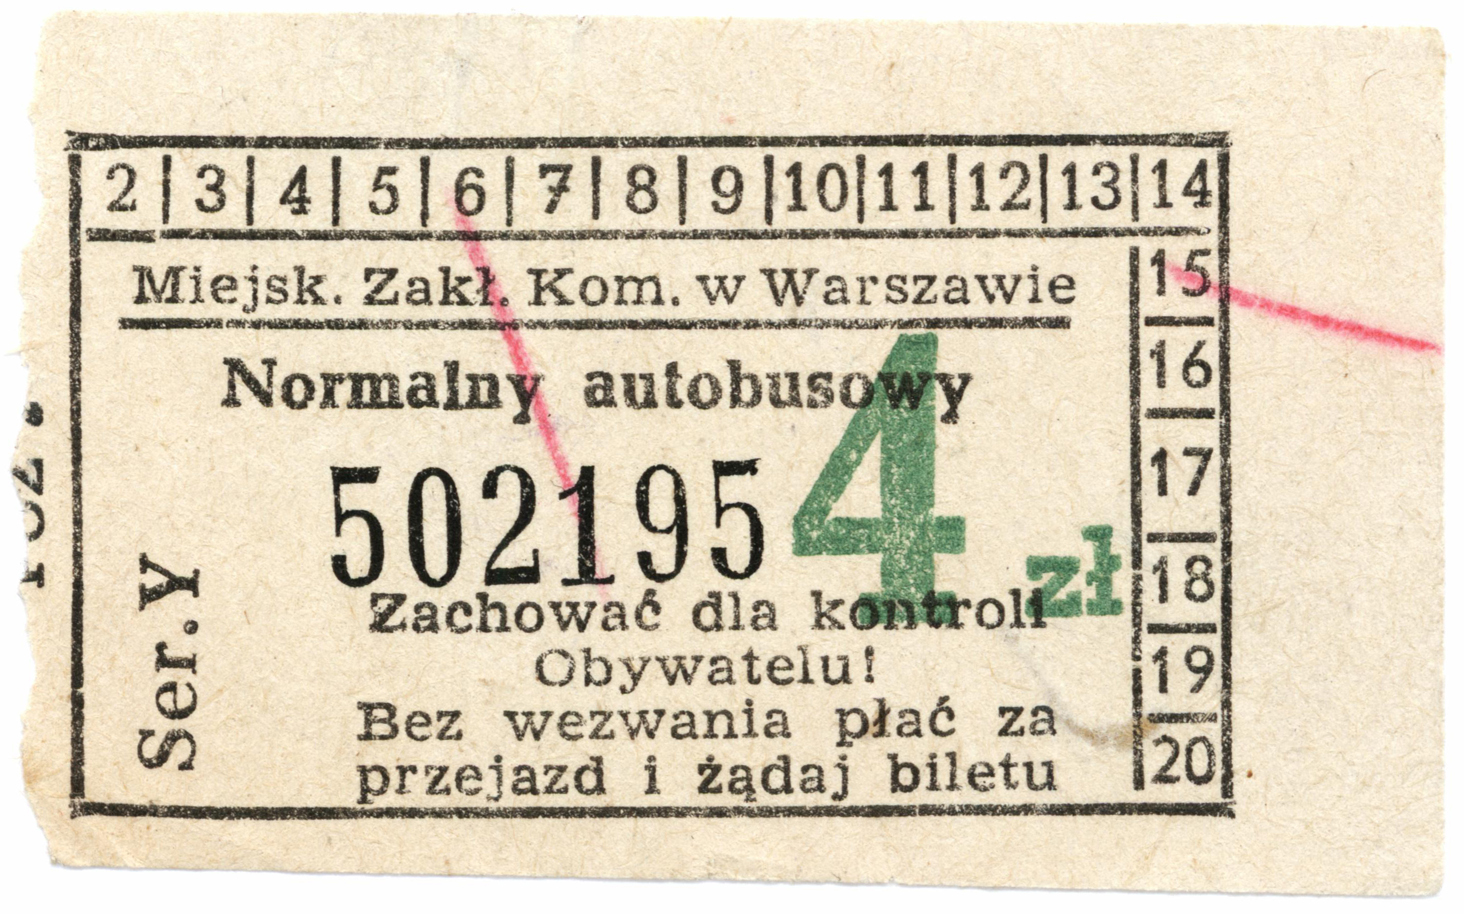 2 | 3 | 4 | 5 | 6 | 7 | 8 | 9 | 10 | 11 | 12 | 13 | 14
Miejsk. Zakł. Kom. w Warszawie
Normalny autobusowy
502195
4 zł
Zachować dla kontroli
Obywatelu!
Bez wezwania płać za
przejazd i żądaj biletu
Ser. Y
15
16
17
18
19
20